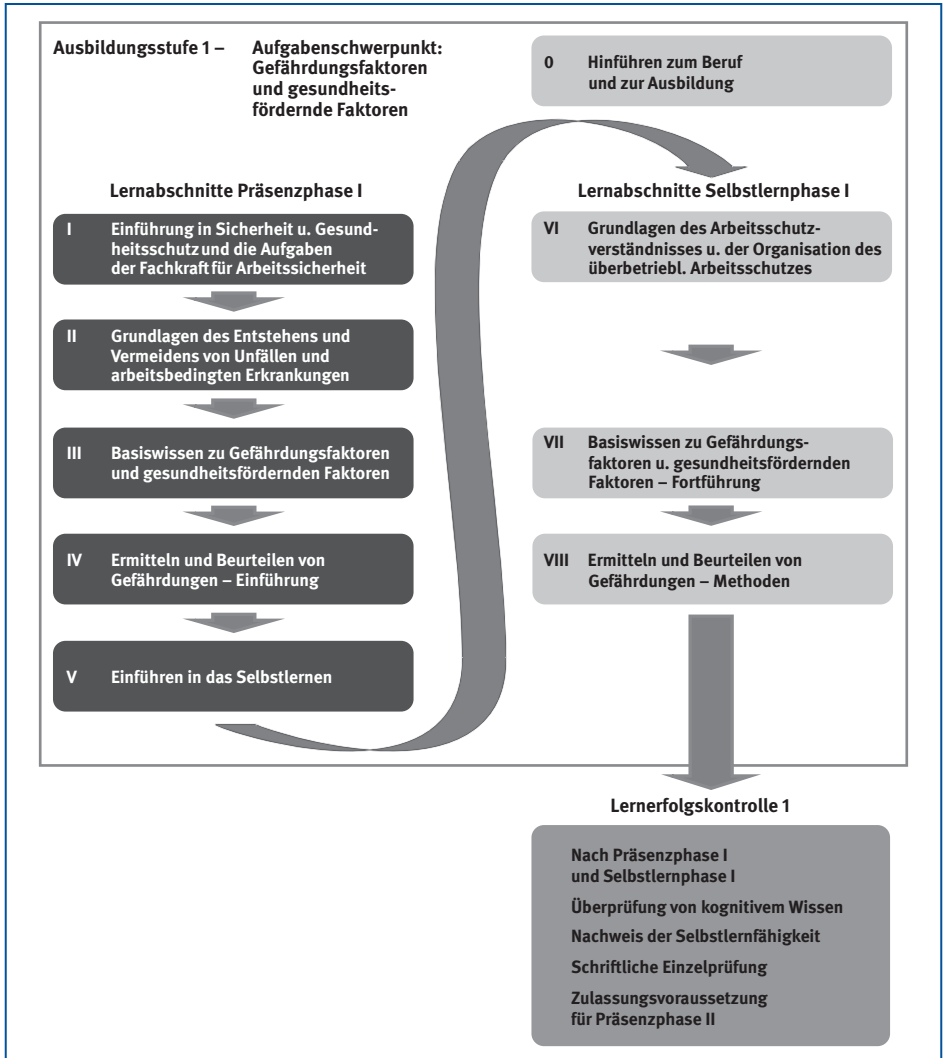 Ausbildungsstufe 1 – Aufgabenschwerpunkt:
Gefährdungsfaktoren
und gesundheits-
fördernde Faktoren
0 Hinführen zum Beruf
und zur Ausbildung
Lernabschnitte Präsenzphase I
I Einführung in Sicherheit u. Gesund-
heitsschutz und die Aufgaben
der Fachkraft für Arbeitssicherheit
II Grundlagen des Entstehens und
Vermeidens von Unfällen und
arbeitsbedingten Erkrankungen
III Basiswissen zu Gefährdungsfaktoren
und gesundheitsfördernden Faktoren
IV Ermitteln und Beurteilen von
Gefährdungen – Einführung
V Einführen in das Selbstlernen
Lernabschnitte Selbstlernphase I
VI Grundlagen des Arbeitsschutz-
verständnisses u. der Organisation des
überbetriebl. Arbeitsschutzes
VII Basiswissen zu Gefährdungs-
faktoren u. gesundheitsfördernden
Faktoren – Fortführung
VIII Ermitteln und Beurteilen von
Gefährdungen – Methoden
Lernerfolgskontrolle 1
Nach Präsenzphase I
und Selbstlernphase I
Überprüfung von kognitivem Wissen
Nachweis der Selbstlernfähigkeit
Schriftliche Einzelprüfung
Zulassungsvoraussetzung
für Präsenzphase II